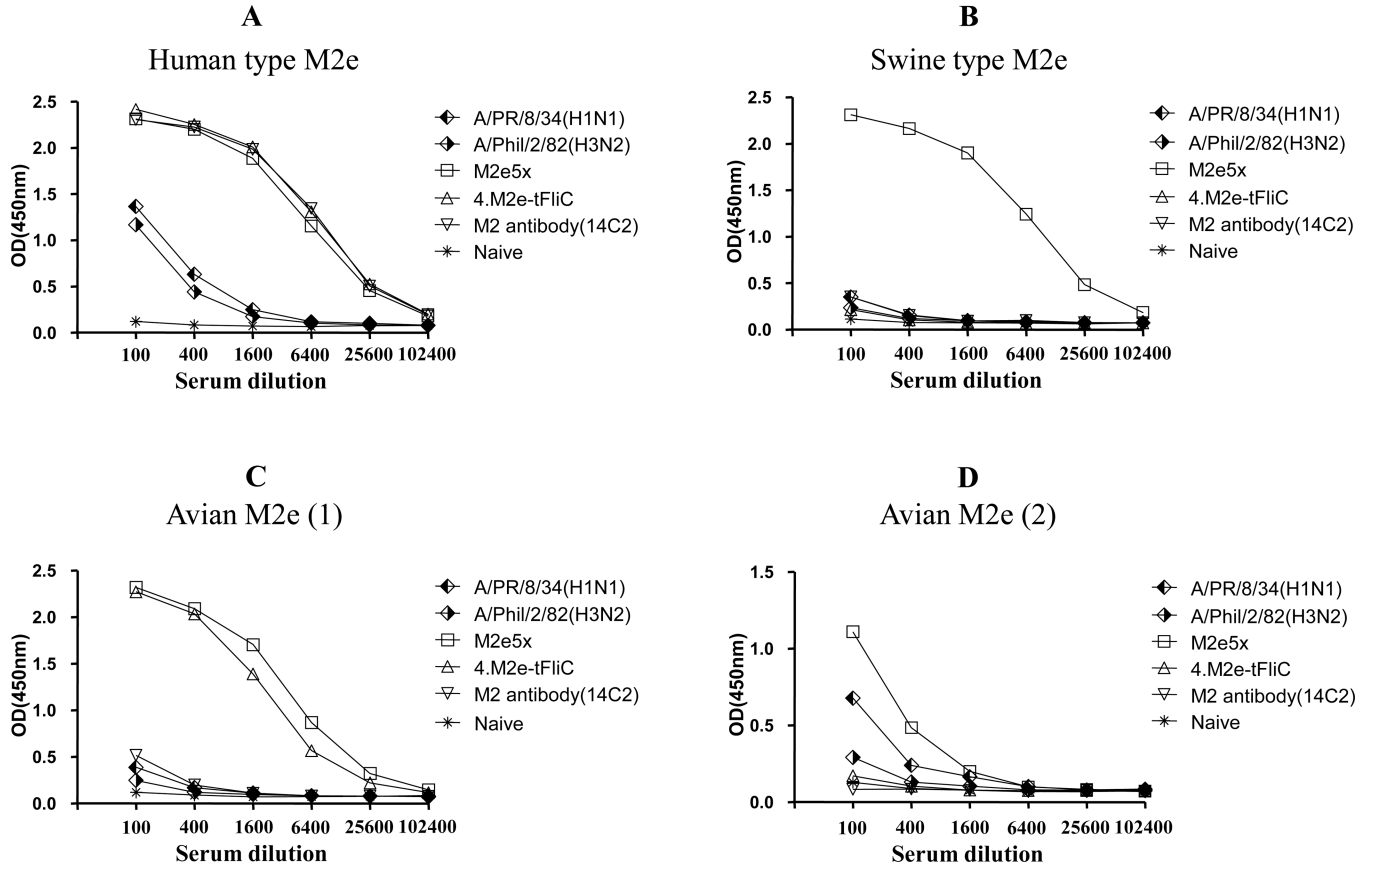 A
Human type M2e
2.5
2.0
1.5
1.0
0.5
0.0
OD(450nm)
100 400 1600 6400 25600 102400
Serum dilution
A/PR/8/34(H1N1)
A/Phil/2/82(H3N2)
M2e5x
4.M2e-tFliC
M2 antibody(14C2)
Naive
B
Swine type M2e
2.5
2.0
1.5
1.0
0.5
0.0
OD(450nm)
100 400 1600 6400 25600 102400
Serum dilution
A/PR/8/34(H1N1)
A/Phil/2/82(H3N2)
M2e5x
4.M2e-tFliC
M2 antibody(14C2)
Naive
C
Avian M2e (1)
2.5
2.0
1.5
1.0
0.5
0.0
OD(450nm)
100 400 1600 6400 25600 102400
Serum dilution
A/PR/8/34(H1N1)
A/Phil/2/82(H3N2)
M2e5x
4.M2e-tFliC
M2 antibody(14C2)
Naive
D
Avian M2e (2)
1.5
1.0
0.5
0.0
OD(450nm)
100 400 1600 6400 25600 102400
Serum dilution
A/PR/8/34(H1N1)
A/Phil/2/82(H3N2)
M2e5x
4.M2e-tFliC
M2 antibody(14C2)
Naive